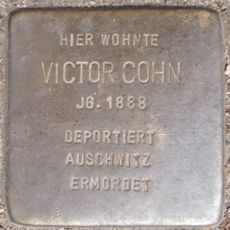 HIER WOHNTE
VICTOR COHN
JG. 1888
DEPORTIERT
AUSCHWITZ
ERMORDET